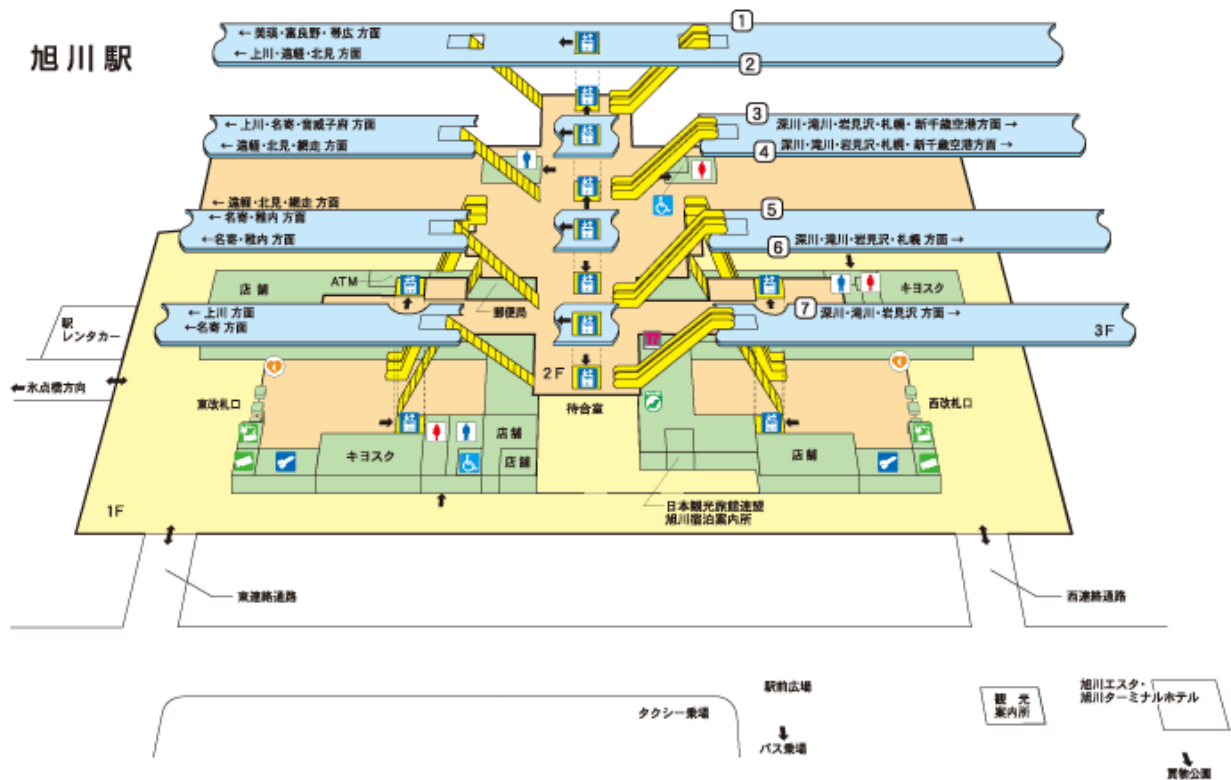 旭川駅
1
← 美瑛・富良野・帯広 方面
← 上川・遠軽・北見 方面
2
3
← 上川・名寄・音威子府 方面
深川・滝川・岩見沢・札幌・新千歳空港方面 →
← 遠軽・北見・網走 方面
深川・滝川・岩見沢・札幌・新千歳空港方面 →
4
← 遠軽・北見・網走 方面
5
← 名寄・稚内 方面
← 名寄・稚内 方面
深川・滝川・岩見沢・札幌 方面 →
6
ATM
店舗
郵便局
キヨスク
7
← 上川 方面
← 名寄 方面
深川・滝川・岩見沢 方面 →
3F
駅
レンタカー
2F
← 氷点橋方向
東改札口
待合室
西改札口
キヨスク
店舗
店舗
店舗
日本観光旅館連盟
旭川宿泊案内所
1F
東連絡通路
西連絡通路
駅前広場
タクシー乗場
バス乗場
観光
案内所
旭川エスタ・
旭川ターミナルホテル
買物公園